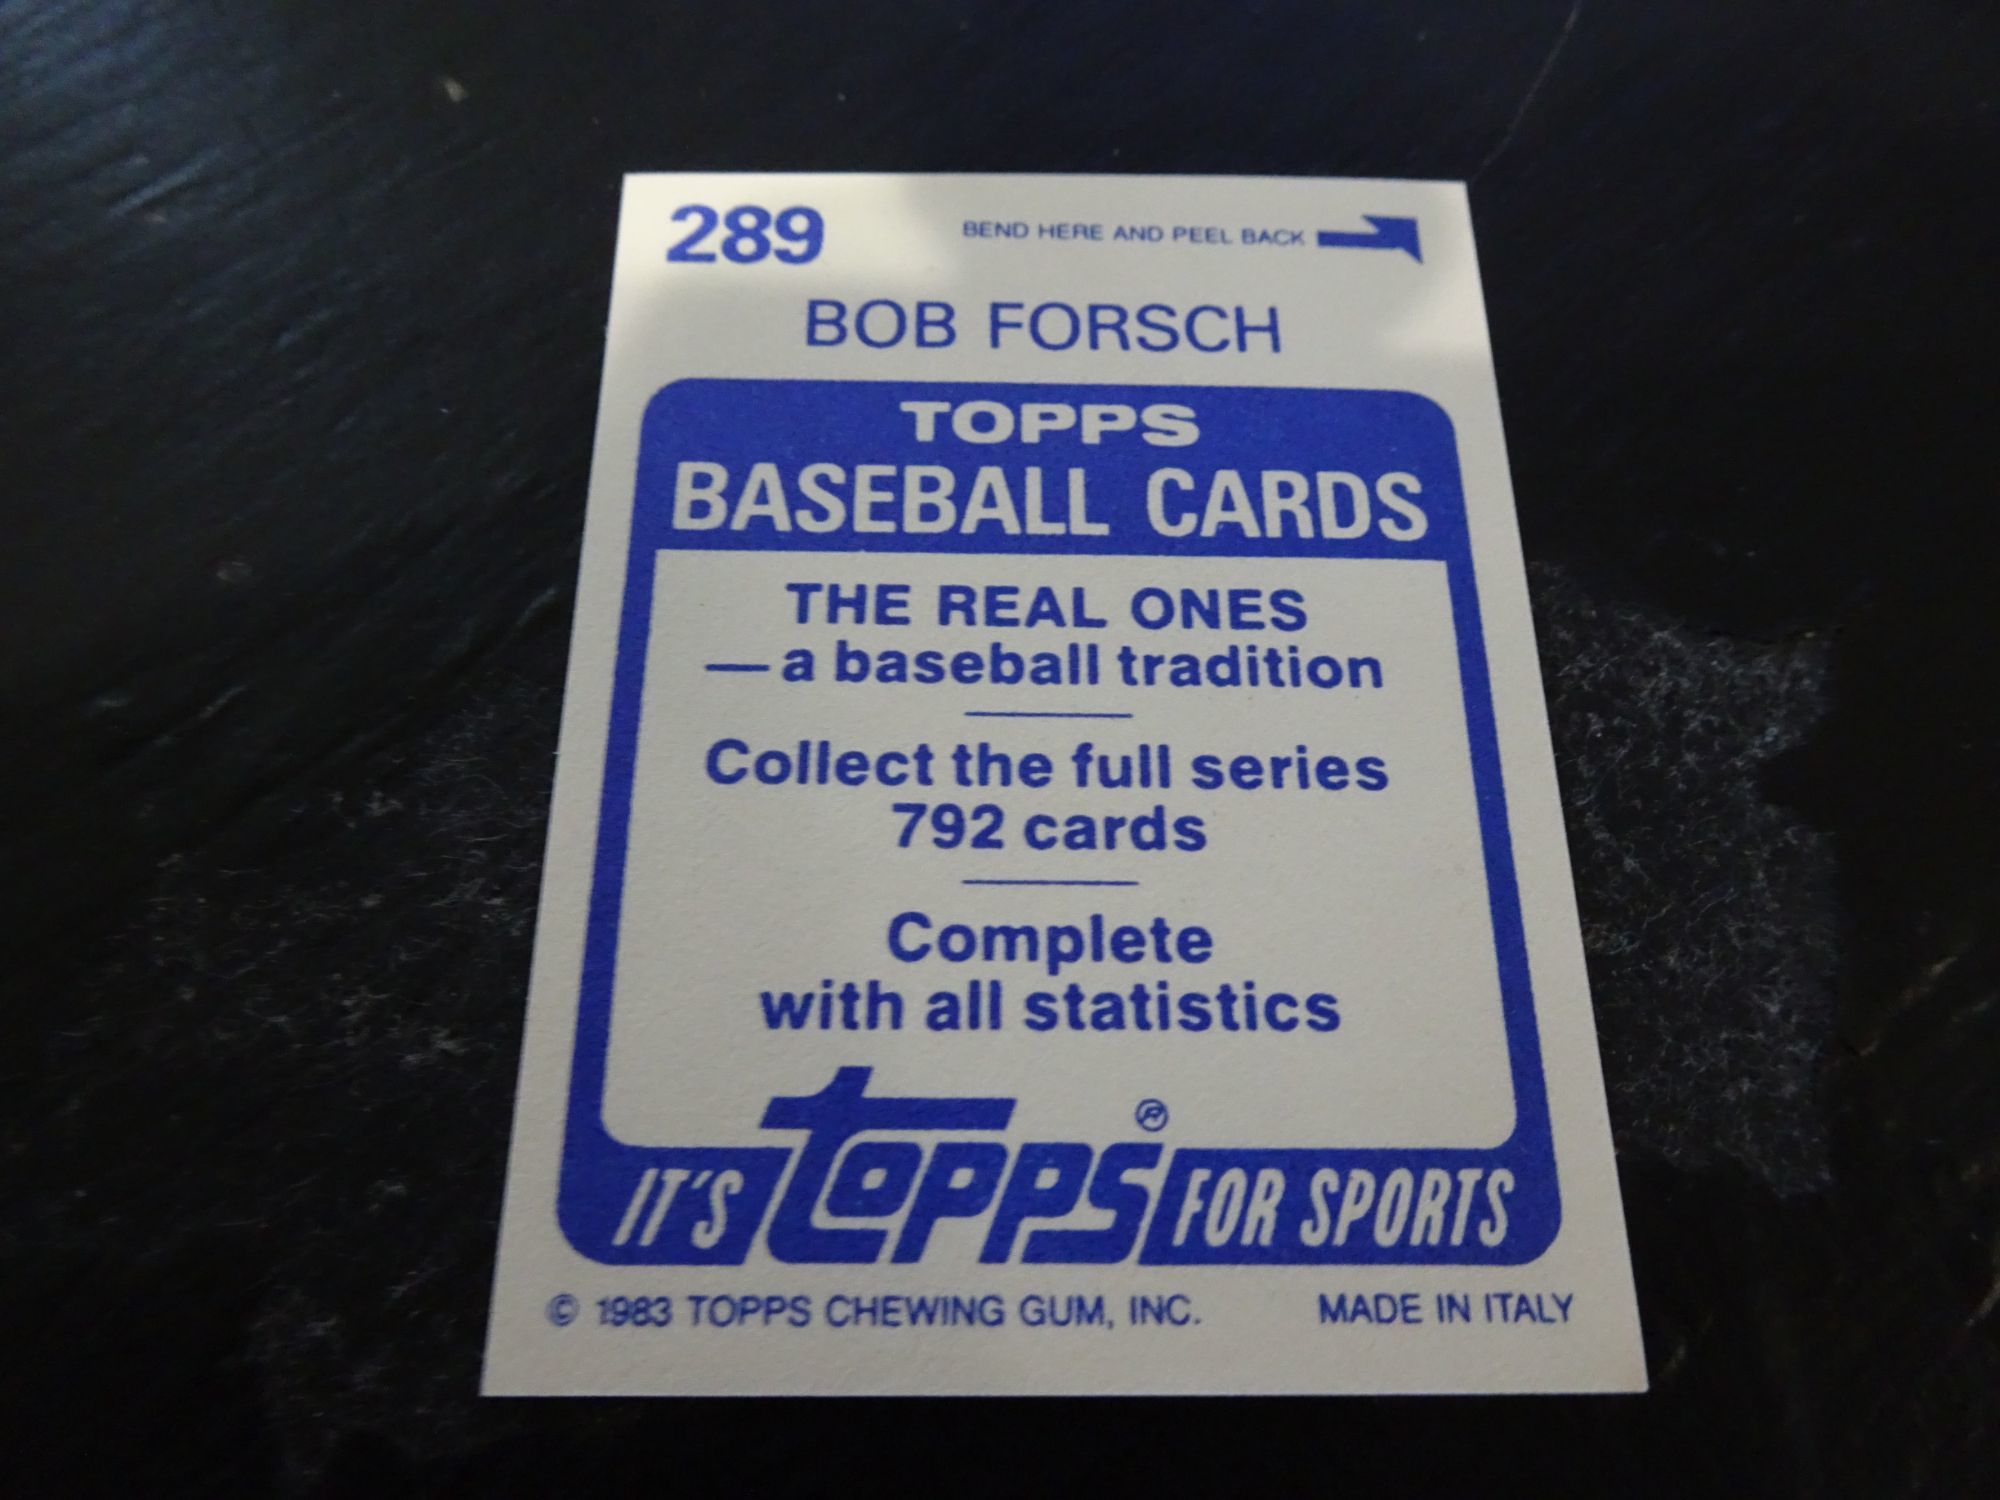 289
BEND HERE AND PEEL BACK
BOB FORSCH
TOPPS
BASEBALL CARDS
THE REAL ONES
— a baseball tradition
Collect the full series
792 cards
Complete
with all statistics
IT'S topps® FOR SPORTS
© 1983 TOPPS CHEWING GUM, INC. MADE IN ITALY